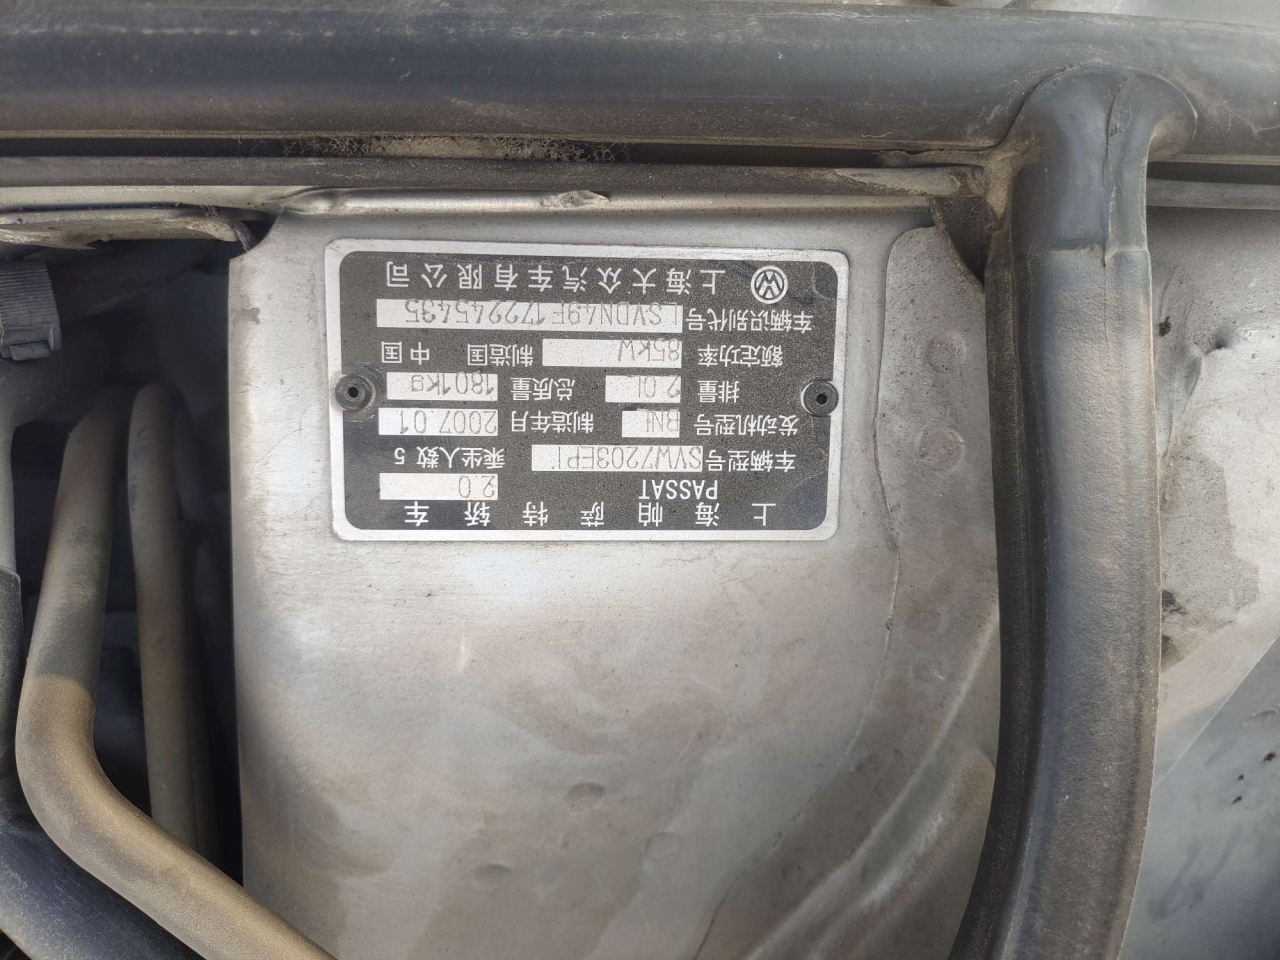 上海帕萨特轿车
PASSAT 2.0
车辆型号 SVW7203EPI 乘坐人数 5
发动机型号 BNL 制造年月 2007.01
排量 2.0L 总质量 1801kg
额定功率 85kW 制造国 中国
车辆识别代号 LSVDN49F172245435
上海大众汽车有限公司